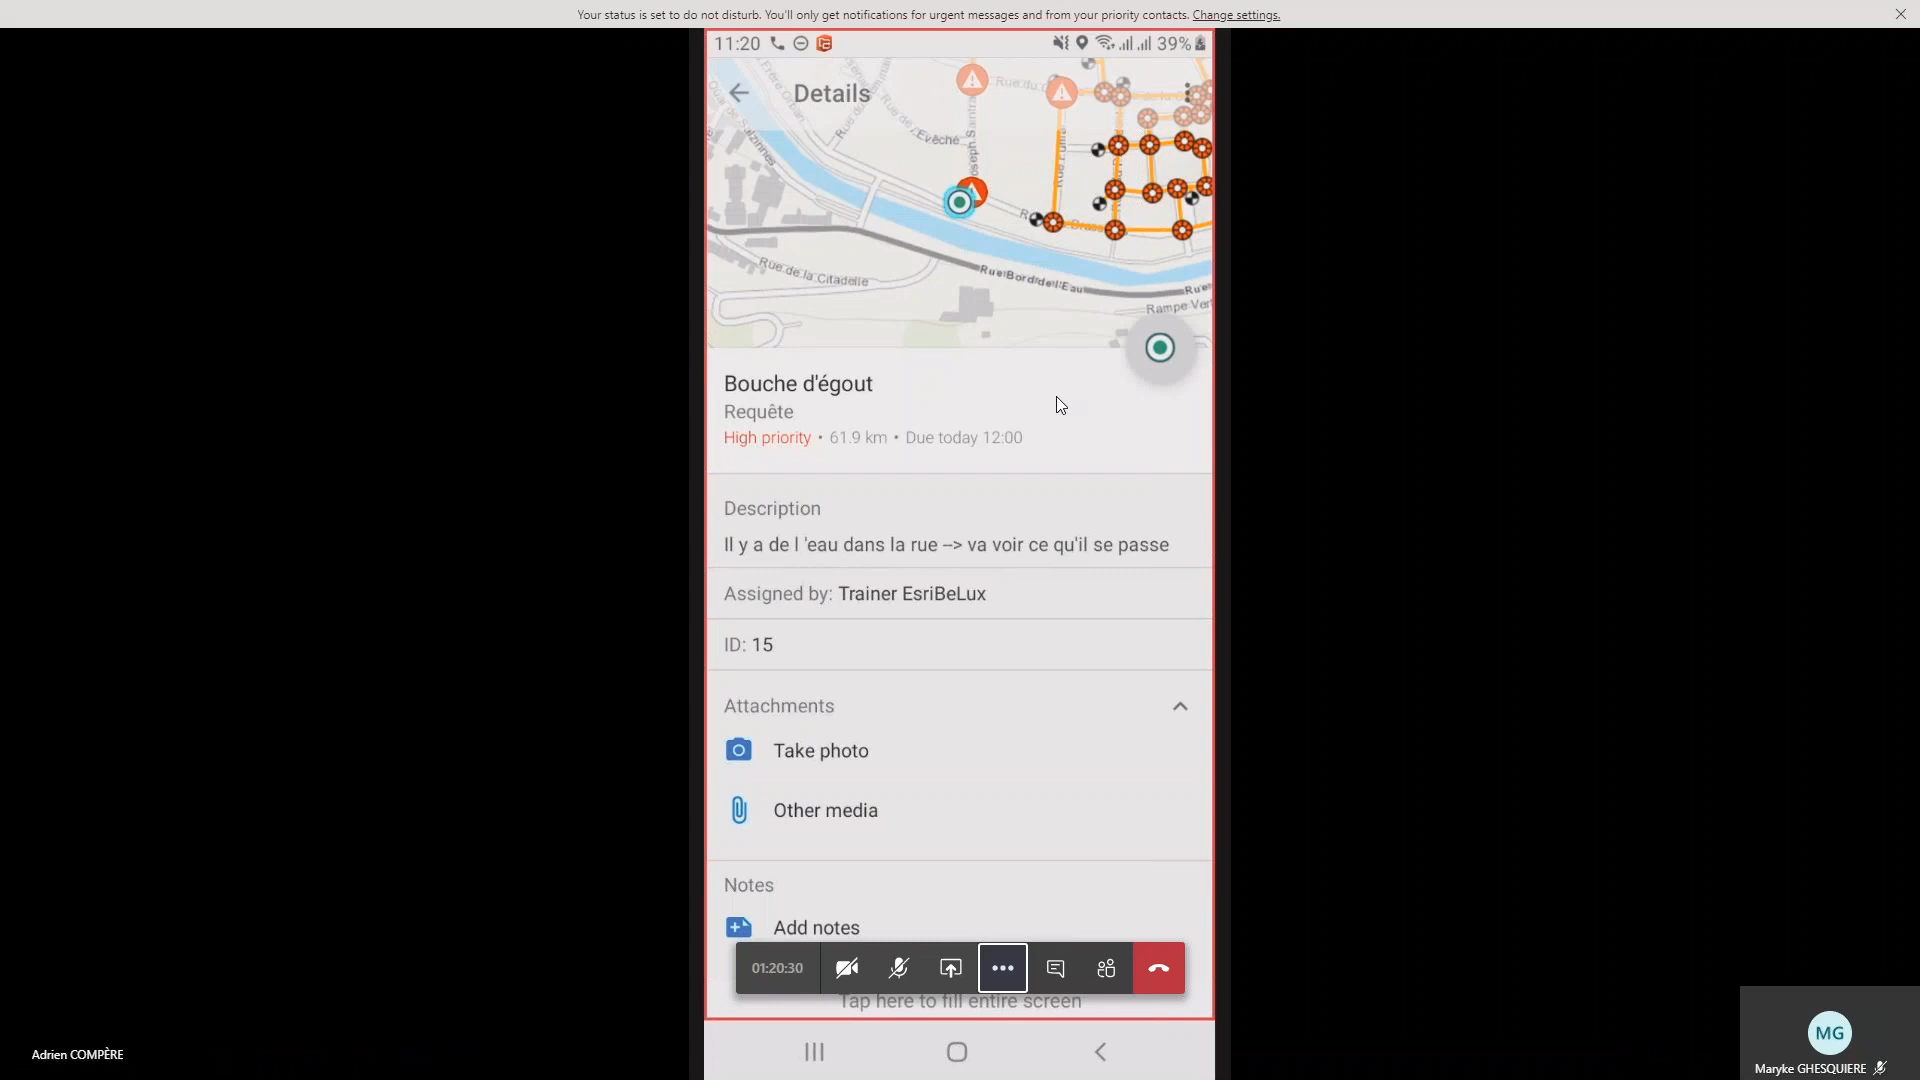 Your status is set to do not disturb. You'll only get notifications for urgent messages and from your priority contacts. Change settings.
11:20
39%
Details
Evêché
Rue de la Citadelle
Rue Bord de l'Eau
Bouche d'égout
Requête
High priority • 61.9 km • Due today 12:00
Description
Il y a de l 'eau dans la rue --> va voir ce qu'il se passe
Assigned by: Trainer EsriBeLux
ID: 15
Attachments
Take photo
Other media
Notes
Add notes
01:20:30
Tap here to fill entire screen
MG
Adrien COMPÈRE
Maryke GHESQUIERE